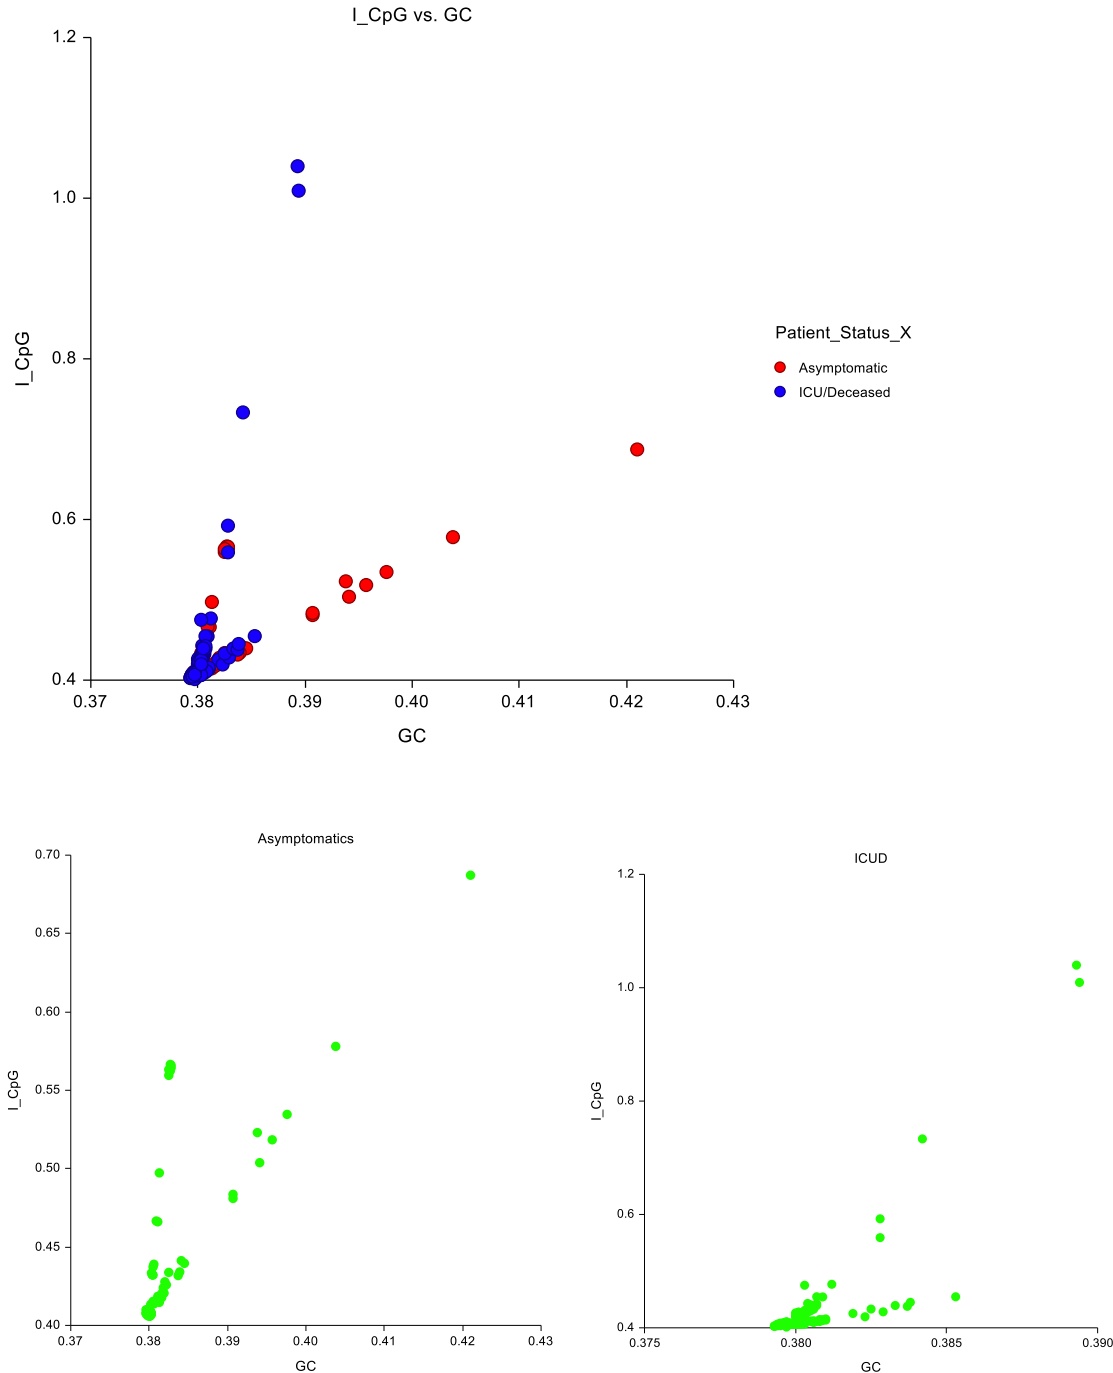 I_CpG vs. GC
1.2
1.0
0.8
0.6
0.4
I_CpG
0.37
0.38
0.39
0.40
0.41
0.42
0.43
GC
Patient_Status_X
Asymptomatic
ICU/Deceased
Asymptomatics
0.70
0.65
0.60
0.55
0.50
0.45
0.40
I_CpG
0.37
0.38
0.39
0.40
0.41
0.42
0.43
GC
ICUD
1.2
1.0
0.8
0.6
0.4
I_CpG
0.375
0.380
0.385
0.390
GC